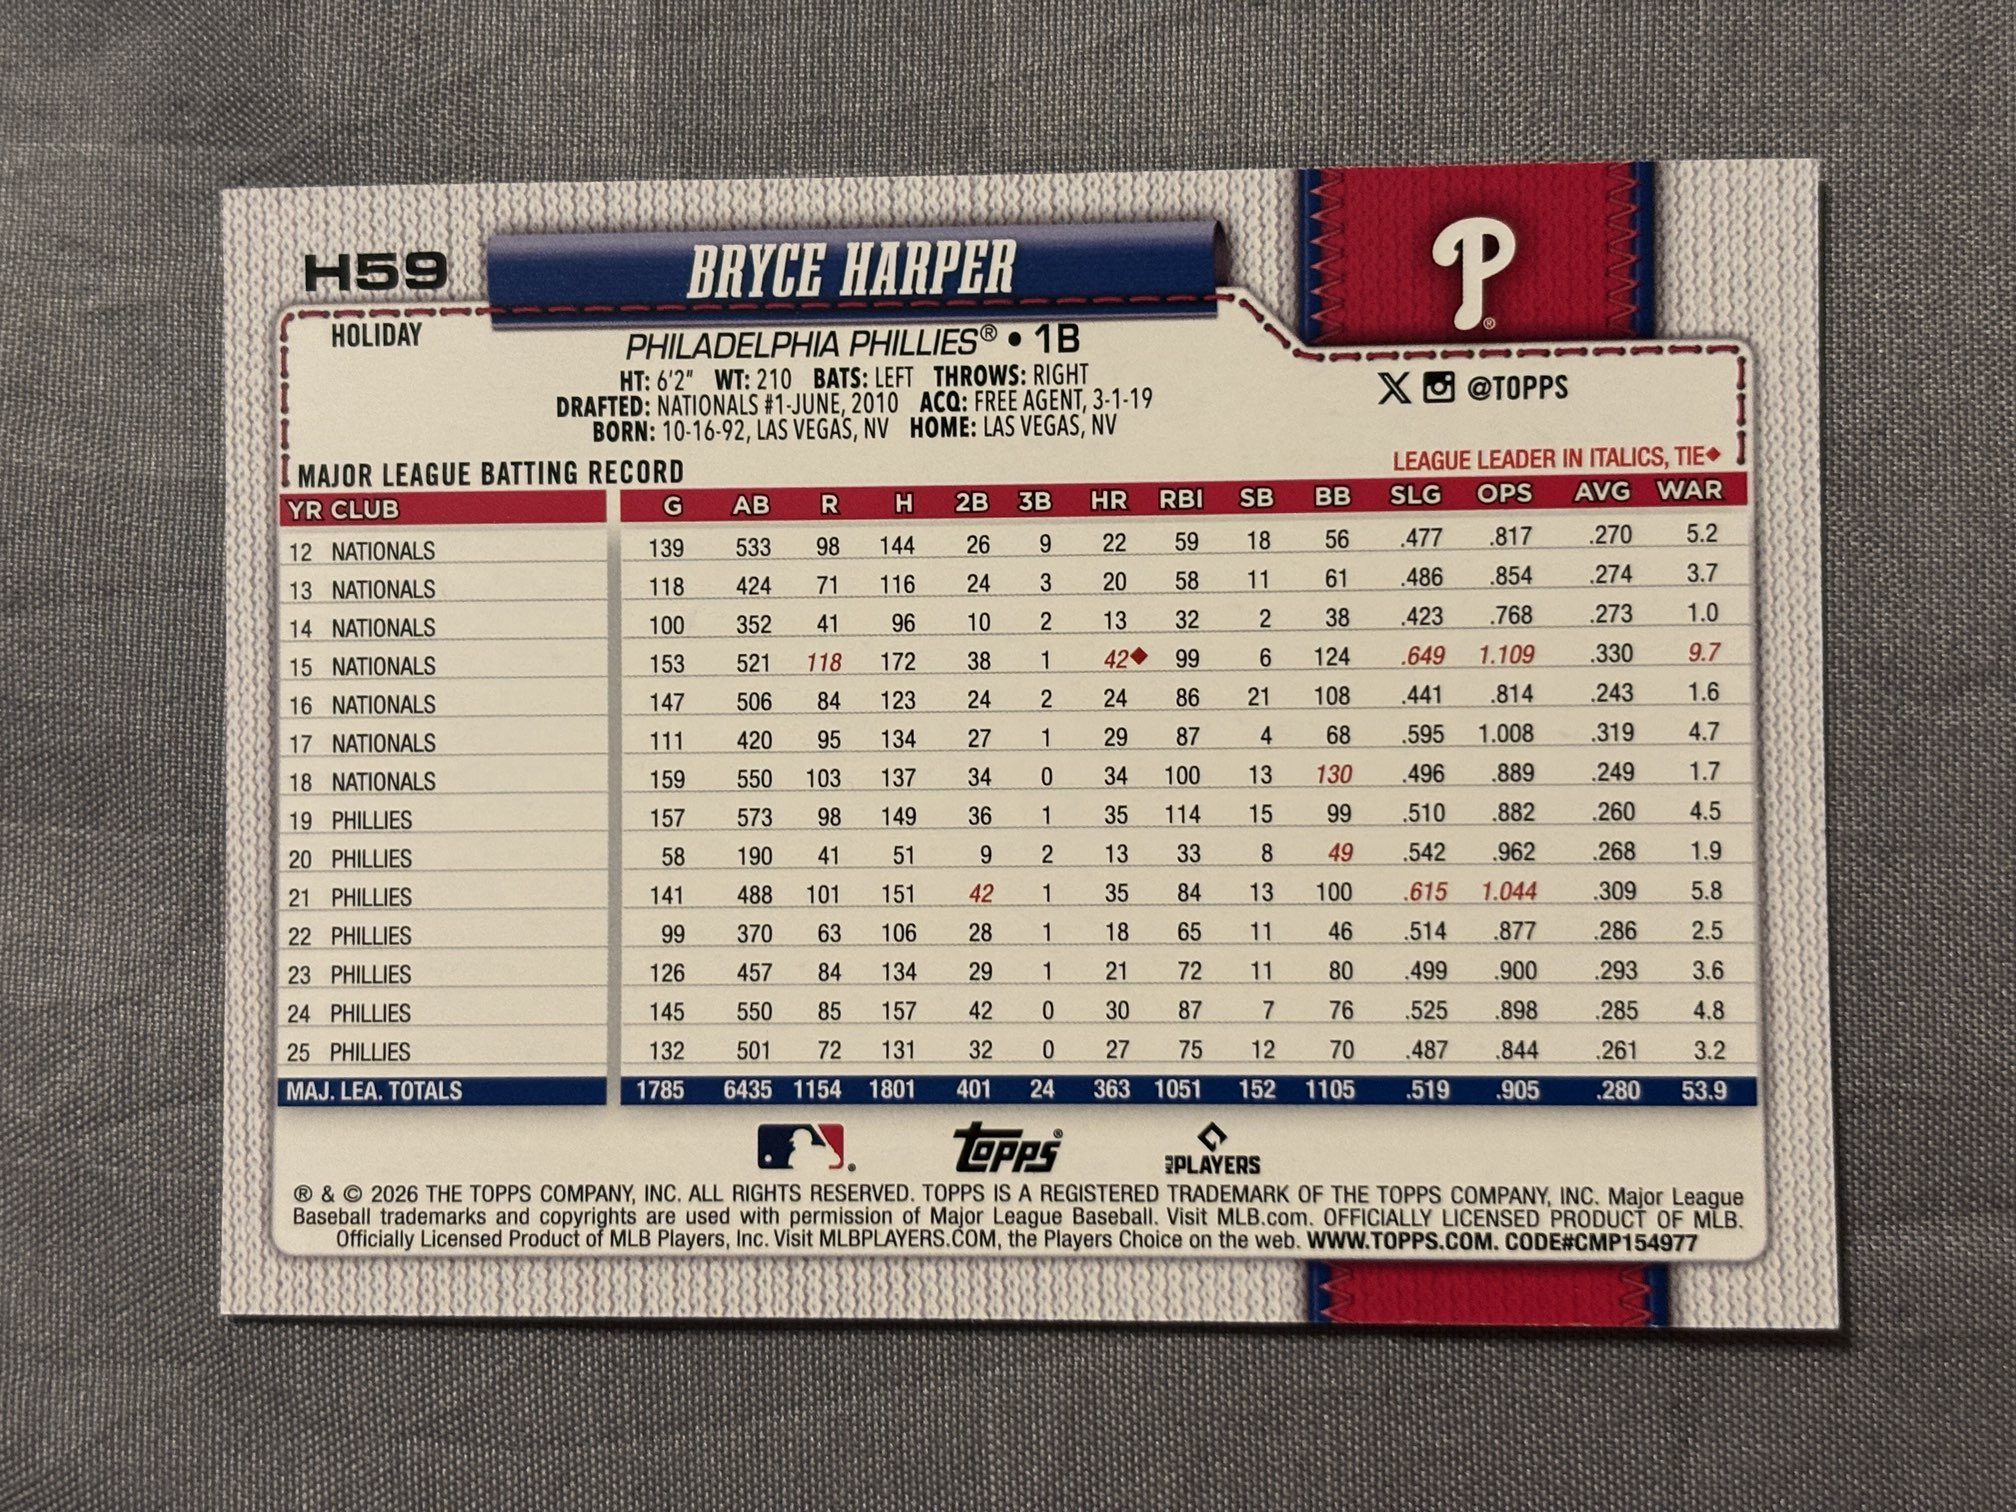 H59
BRYCE HARPER
P®
HOLIDAY
PHILADELPHIA PHILLIES® • 1B
HT: 6'2" WT: 210 BATS: LEFT THROWS: RIGHT
DRAFTED: NATIONALS #1-JUNE, 2010 ACQ: FREE AGENT, 3-1-19
BORN: 10-16-92, LAS VEGAS, NV HOME: LAS VEGAS, NV
X @TOPPS
MAJOR LEAGUE BATTING RECORD
LEAGUE LEADER IN ITALICS, TIE◆
YR CLUB G AB R H 2B 3B HR RBI SB BB SLG OPS AVG WAR
12 NATIONALS 139 533 98 144 26 9 22 59 18 56 .477 .817 .270 5.2
13 NATIONALS 118 424 71 116 24 3 20 58 11 61 .486 .854 .274 3.7
14 NATIONALS 100 352 41 96 10 2 13 32 2 38 .423 .768 .273 1.0
15 NATIONALS 153 521 118 172 38 1 42◆ 99 6 124 .649 1.109 .330 9.7
16 NATIONALS 147 506 84 123 24 2 24 86 21 108 .441 .814 .243 1.6
17 NATIONALS 111 420 95 134 27 1 29 87 4 68 .595 1.008 .319 4.7
18 NATIONALS 159 550 103 137 34 0 34 100 13 130 .496 .889 .249 1.7
19 PHILLIES 157 573 98 149 36 1 35 114 15 99 .510 .882 .260 4.5
20 PHILLIES 58 190 41 51 9 2 13 33 8 49 .542 .962 .268 1.9
21 PHILLIES 141 488 101 151 42 1 35 84 13 100 .615 1.044 .309 5.8
22 PHILLIES 99 370 63 106 28 1 18 65 11 46 .514 .877 .286 2.5
23 PHILLIES 126 457 84 134 29 1 21 72 11 80 .499 .900 .293 3.6
24 PHILLIES 145 550 85 157 42 0 30 87 7 76 .525 .898 .285 4.8
25 PHILLIES 132 501 72 131 32 0 27 75 12 70 .487 .844 .261 3.2
MAJ. LEA. TOTALS 1785 6435 1154 1801 401 24 363 1051 152 1105 .519 .905 .280 53.9
® topps® MLB PLAYERS
® & © 2026 THE TOPPS COMPANY, INC. ALL RIGHTS RESERVED. TOPPS IS A REGISTERED TRADEMARK OF THE TOPPS COMPANY, INC. Major League
Baseball trademarks and copyrights are used with permission of Major League Baseball. Visit MLB.com. OFFICIALLY LICENSED PRODUCT OF MLB.
Officially Licensed Product of MLB Players, Inc. Visit MLBPLAYERS.COM, the Players Choice on the web. WWW.TOPPS.COM. CODE#CMP154977